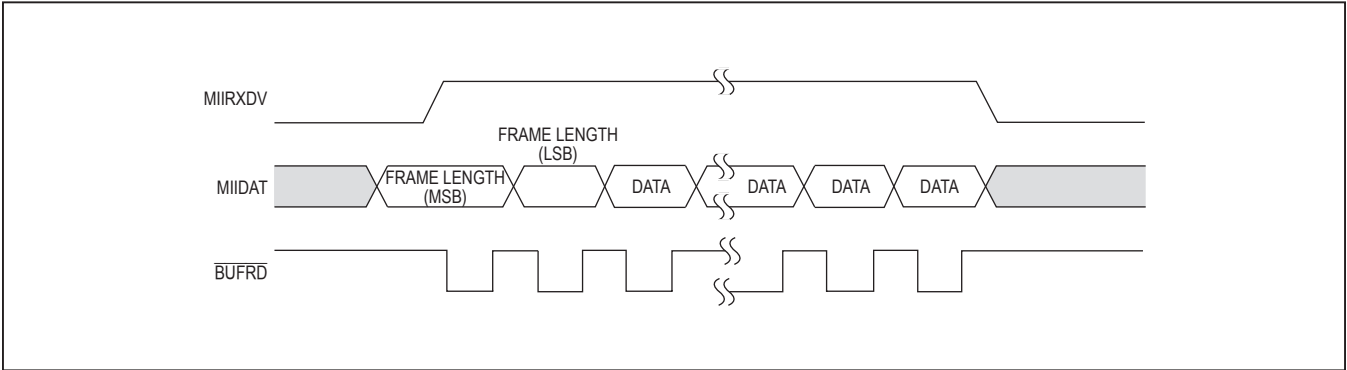 MIIRXDV
FRAME LENGTH
(LSB)
MIIDAT
FRAME LENGTH
(MSB)
DATA
DATA
DATA
DATA
BUFRD